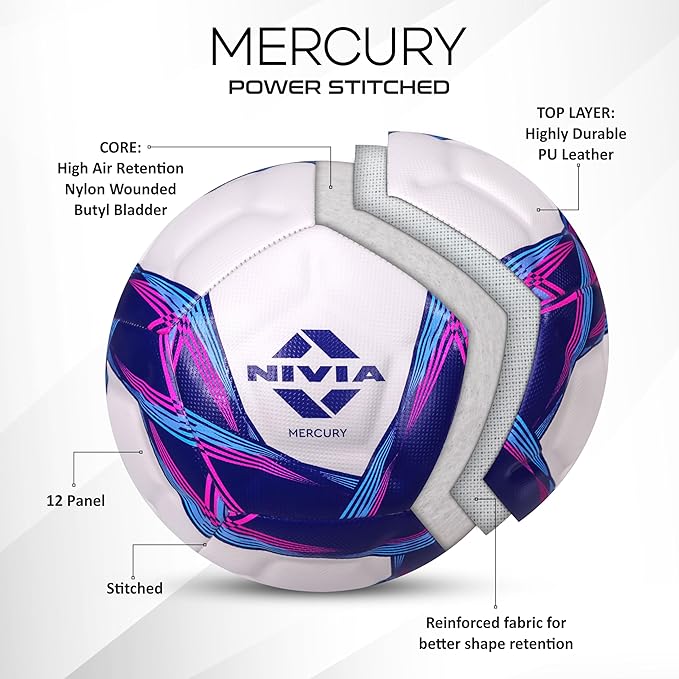 MERCURY
POWER STITCHED
CORE:
High Air Retention
Nylon Wounded
Butyl Bladder
TOP LAYER:
Highly Durable
PU Leather
NIVIA
MERCURY
12 Panel
Stitched
Reinforced fabric for
better shape retention